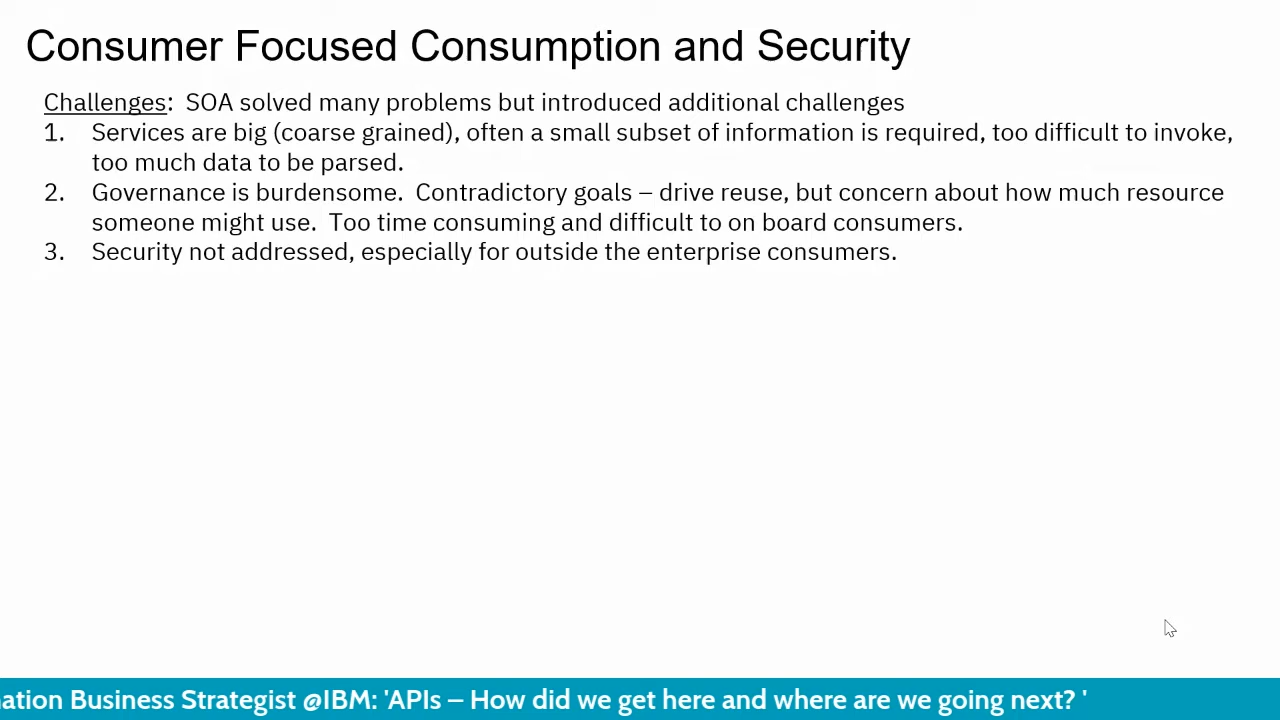 Consumer Focused Consumption and Security
Challenges:  SOA solved many problems but introduced additional challenges
1. Services are big (coarse grained), often a small subset of information is required, too difficult to invoke,
too much data to be parsed.
2. Governance is burdensome.  Contradictory goals – drive reuse, but concern about how much resource
someone might use.  Too time consuming and difficult to on board consumers.
3. Security not addressed, especially for outside the enterprise consumers.
Business Strategist @IBM: 'APIs – How did we get here and where are we going next? '